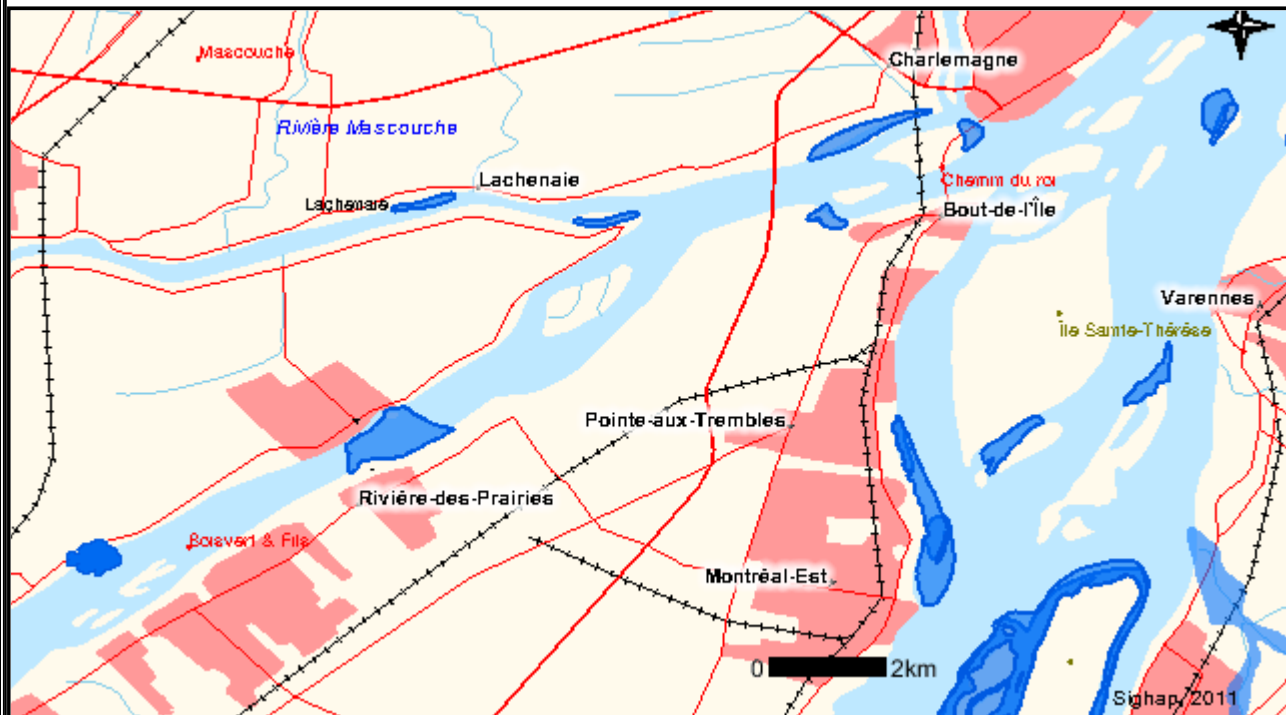 Mascouche
Charlemagne
Rivière Mascouche
Lachenaie
Chemin du roi
Lachenaie
Bout-de-l'Île
Varennes
Île Sainte-Thérèse
Pointe-aux-Trembles
Rivière-des-Prairies
Boisvert & Fils
Montréal-Est
0 2km
Sighap, 2011